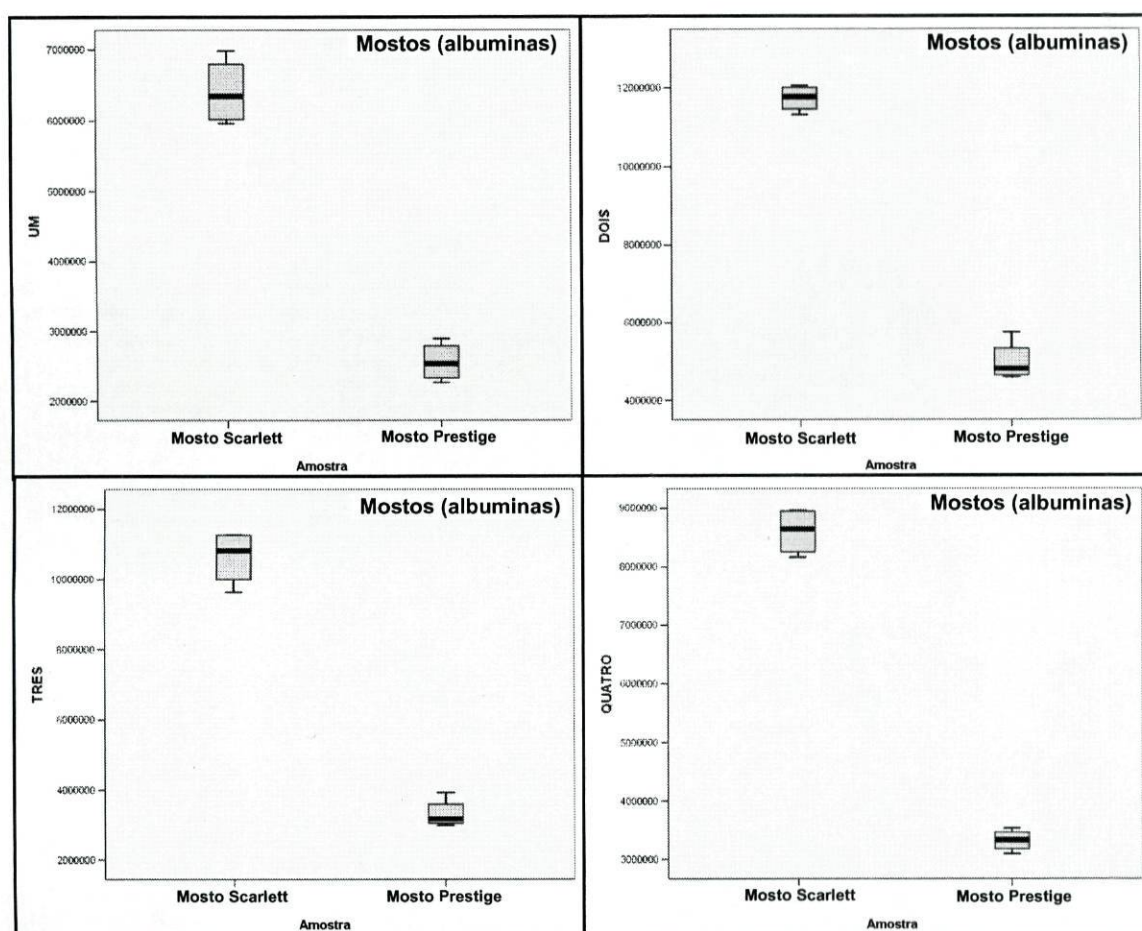 Mostos (albuminas)
7000000
6000000
5000000
4000000
3000000
2000000
UM
Mosto Scarlett
Mosto Prestige
Amostra
Mostos (albuminas)
12000000
10000000
8000000
6000000
4000000
DOIS
Mosto Scarlett
Mosto Prestige
Amostra
Mostos (albuminas)
12000000
10000000
8000000
6000000
4000000
2000000
TRES
Mosto Scarlett
Mosto Prestige
Amostra
Mostos (albuminas)
9000000
8000000
7000000
6000000
5000000
4000000
3000000
QUATRO
Mosto Scarlett
Mosto Prestige
Amostra